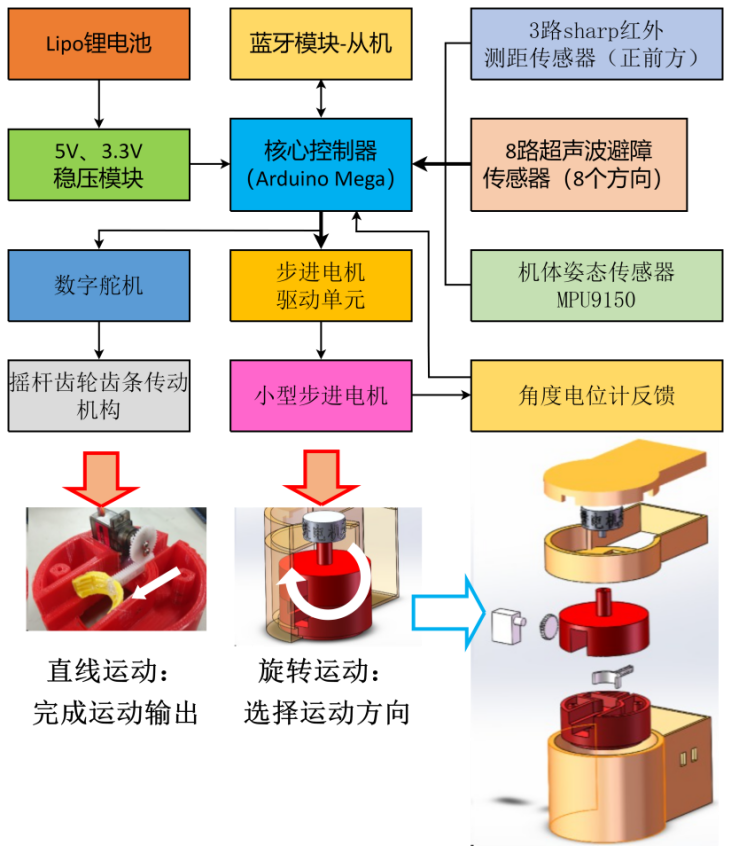 Lipo锂电池
蓝牙模块-从机
3路sharp红外
测距传感器（正前方）
5V、3.3V
稳压模块
核心控制器
（Arduino Mega）
8路超声波避障
传感器（8个方向）
数字舵机
步进电机
驱动单元
机体姿态传感器
MPU9150
摇杆齿轮齿条传动
机构
小型步进电机
角度电位计反馈
直线运动：
完成运动输出
旋转运动：
选择运动方向